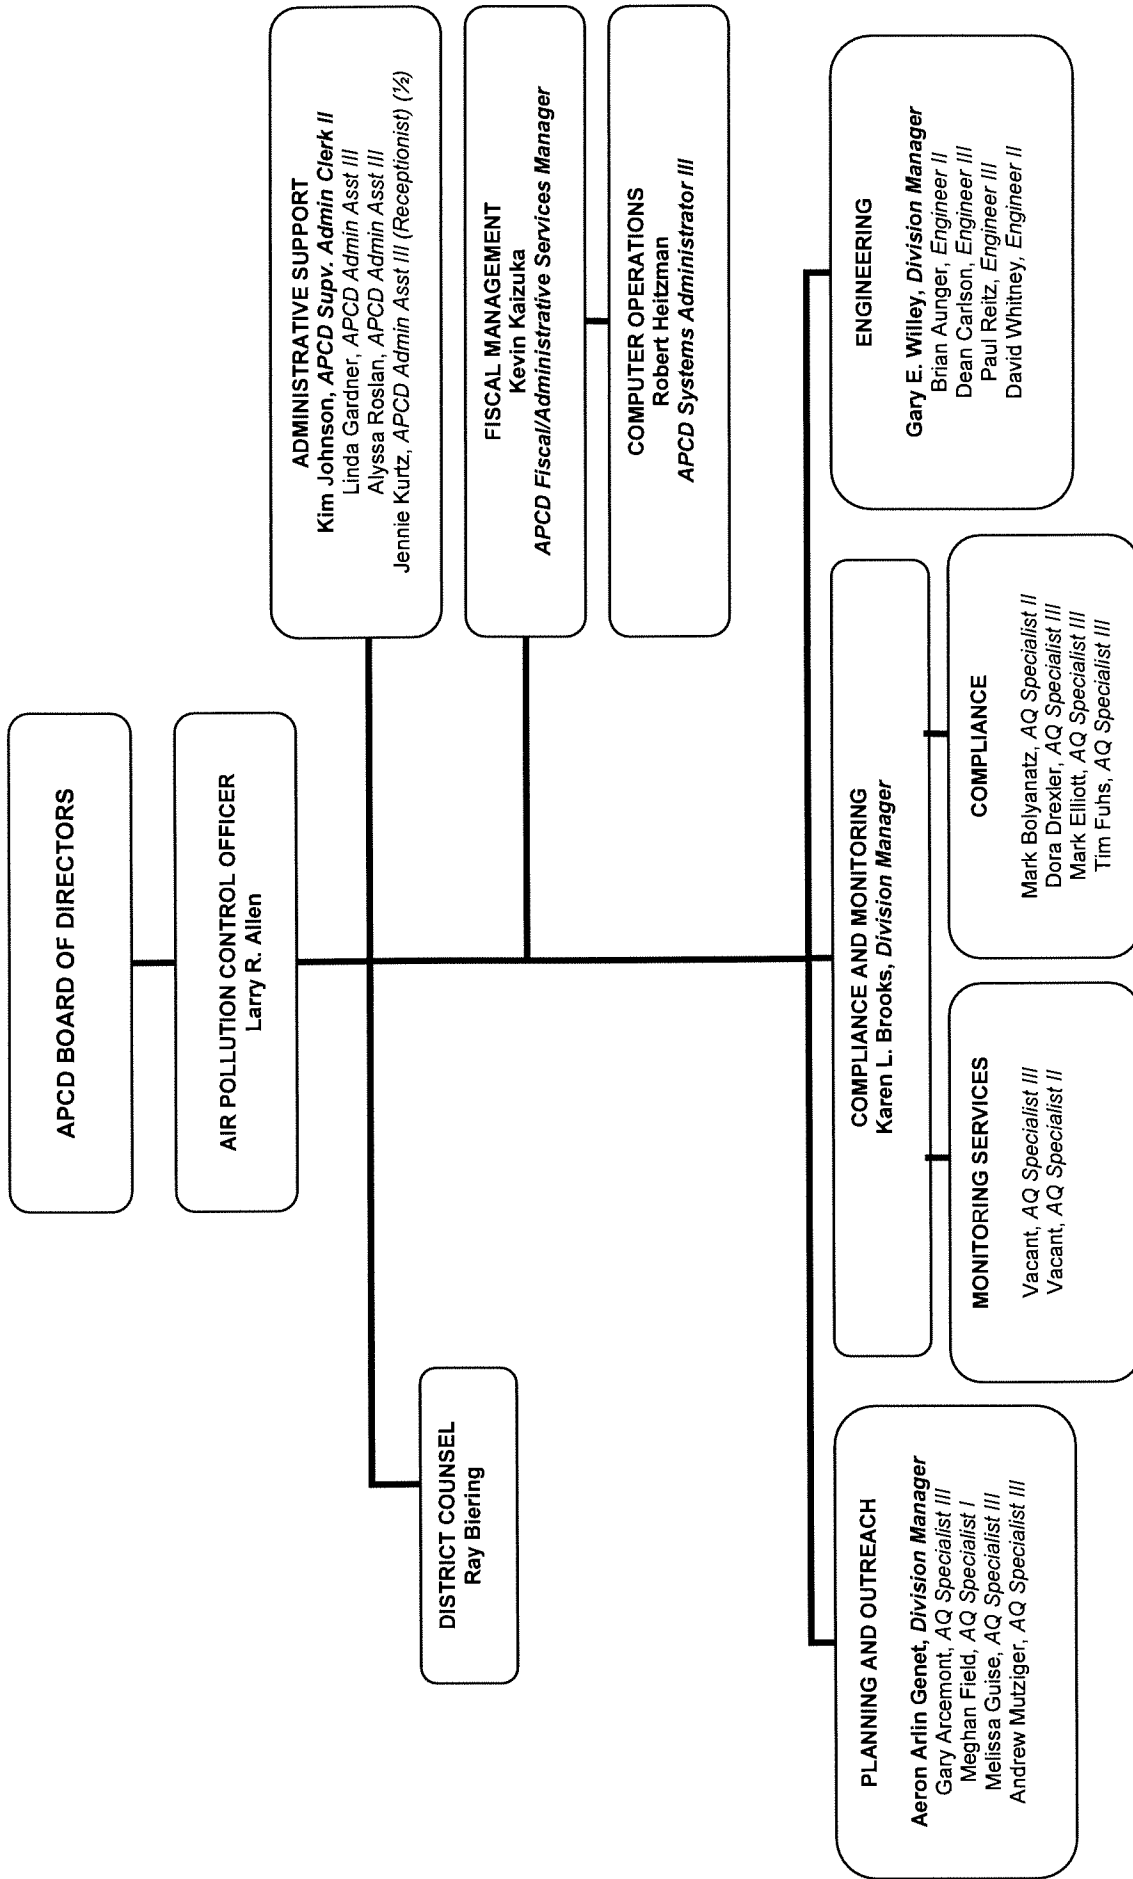 APCD BOARD OF DIRECTORS
AIR POLLUTION CONTROL OFFICER
Larry R. Allen
DISTRICT COUNSEL
Ray Biering
ADMINISTRATIVE SUPPORT
Kim Johnson, APCD Supv. Admin Clerk II
Linda Gardner, APCD Admin Asst III
Alyssa Roslan, APCD Admin Asst III
Jennie Kurtz, APCD Admin Asst III (Receptionist) (½)
FISCAL MANAGEMENT
Kevin Kaizuka
APCD Fiscal/Administrative Services Manager
COMPUTER OPERATIONS
Robert Heitzman
APCD Systems Administrator III
PLANNING AND OUTREACH
Aeron Arlin Genet, Division Manager
Gary Arcemont, AQ Specialist III
Meghan Field, AQ Specialist I
Melissa Guise, AQ Specialist III
Andrew Mutziger, AQ Specialist III
COMPLIANCE AND MONITORING
Karen L. Brooks, Division Manager
MONITORING SERVICES
Vacant, AQ Specialist III
Vacant, AQ Specialist II
COMPLIANCE
Mark Bolyanatz, AQ Specialist II
Dora Drexler, AQ Specialist III
Mark Elliott, AQ Specialist III
Tim Fuhs, AQ Specialist III
ENGINEERING
Gary E. Willey, Division Manager
Brian Aunger, Engineer II
Dean Carlson, Engineer III
Paul Reitz, Engineer III
David Whitney, Engineer II